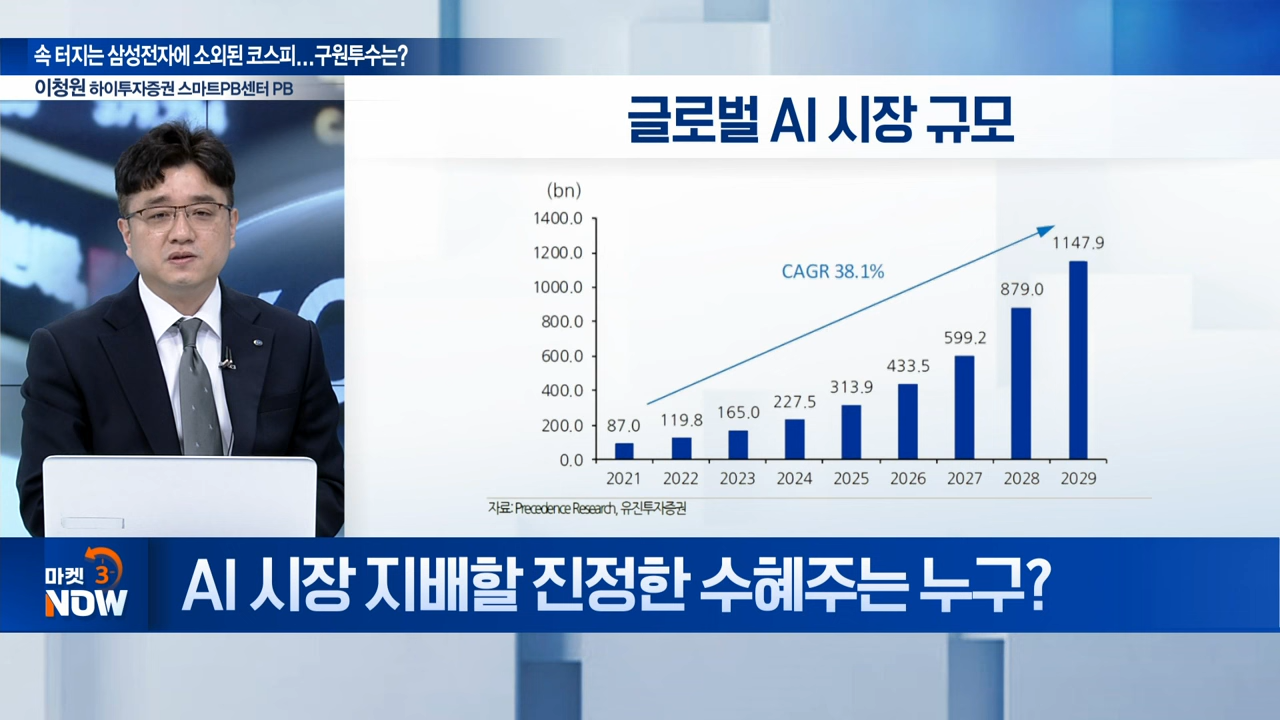 속 터지는 삼성전자에 소외된 코스피...구원투수는?
이청원 하이투자증권 스마트PB센터 PB
글로벌 AI 시장 규모
(bn)
1400.0
1200.0
1000.0
800.0
600.0
400.0
200.0
0.0
CAGR 38.1%
87.0
119.8
165.0
227.5
313.9
433.5
599.2
879.0
1147.9
2021 2022 2023 2024 2025 2026 2027 2028 2029
자료: Precedence Research, 유진투자증권
마켓 3
NOW
AI 시장 지배할 진정한 수혜주는 누구?